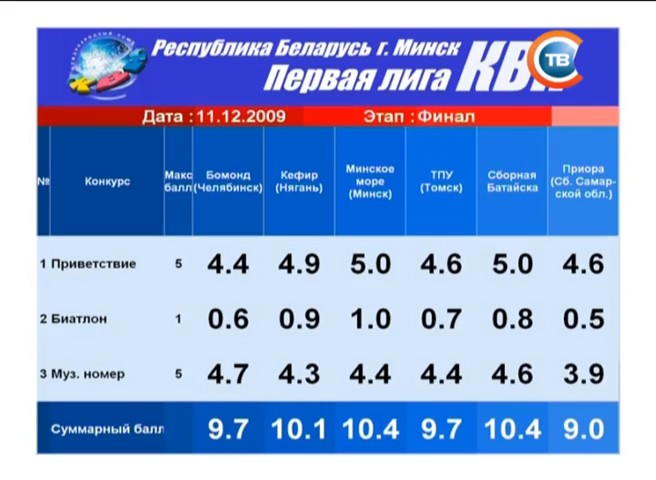 Республика Беларусь г. Минск
Первая лига КВН
СТВ
Дата : 11.12.2009 Этап : Финал
№ Конкурс Макс балл Бомонд (Челябинск) Кефир (Нягань) Минское море (Минск) ТПУ (Томск) Сборная Батайска Приора (Сб. Самар-ской обл.)
1 Приветствие 5 4.4 4.9 5.0 4.6 5.0 4.6
2 Биатлон 1 0.6 0.9 1.0 0.7 0.8 0.5
3 Муз. номер 5 4.7 4.3 4.4 4.4 4.6 3.9
Суммарный балл 9.7 10.1 10.4 9.7 10.4 9.0